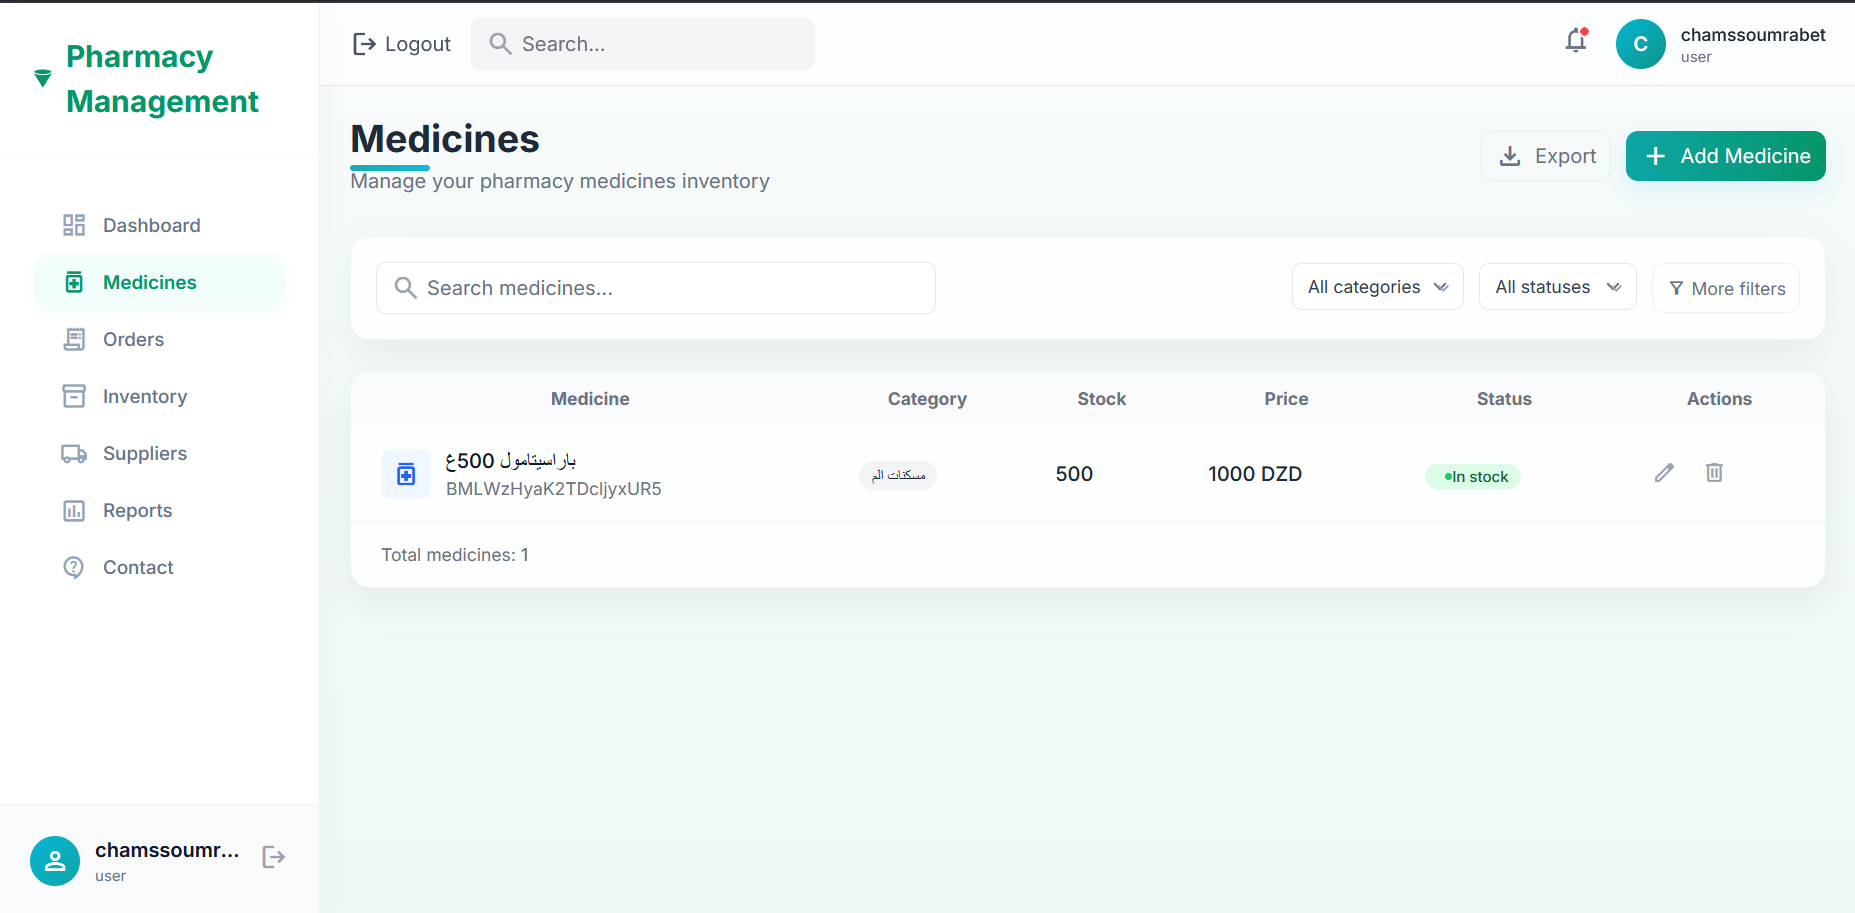 Pharmacy
Management
Dashboard
Medicines
Orders
Inventory
Suppliers
Reports
Contact
chamssoumr...
user
Logout
Search...
C
chamssoumrabet
user
Medicines
Manage your pharmacy medicines inventory
Export
Add Medicine
Search medicines...
All categories
All statuses
More filters
Medicine Category Stock Price Status Actions
باراسيتامول 500ع
BMLWzHyaK2TDcljyxUR5
مسكنات الم
500
1000 DZD
In stock
Total medicines: 1